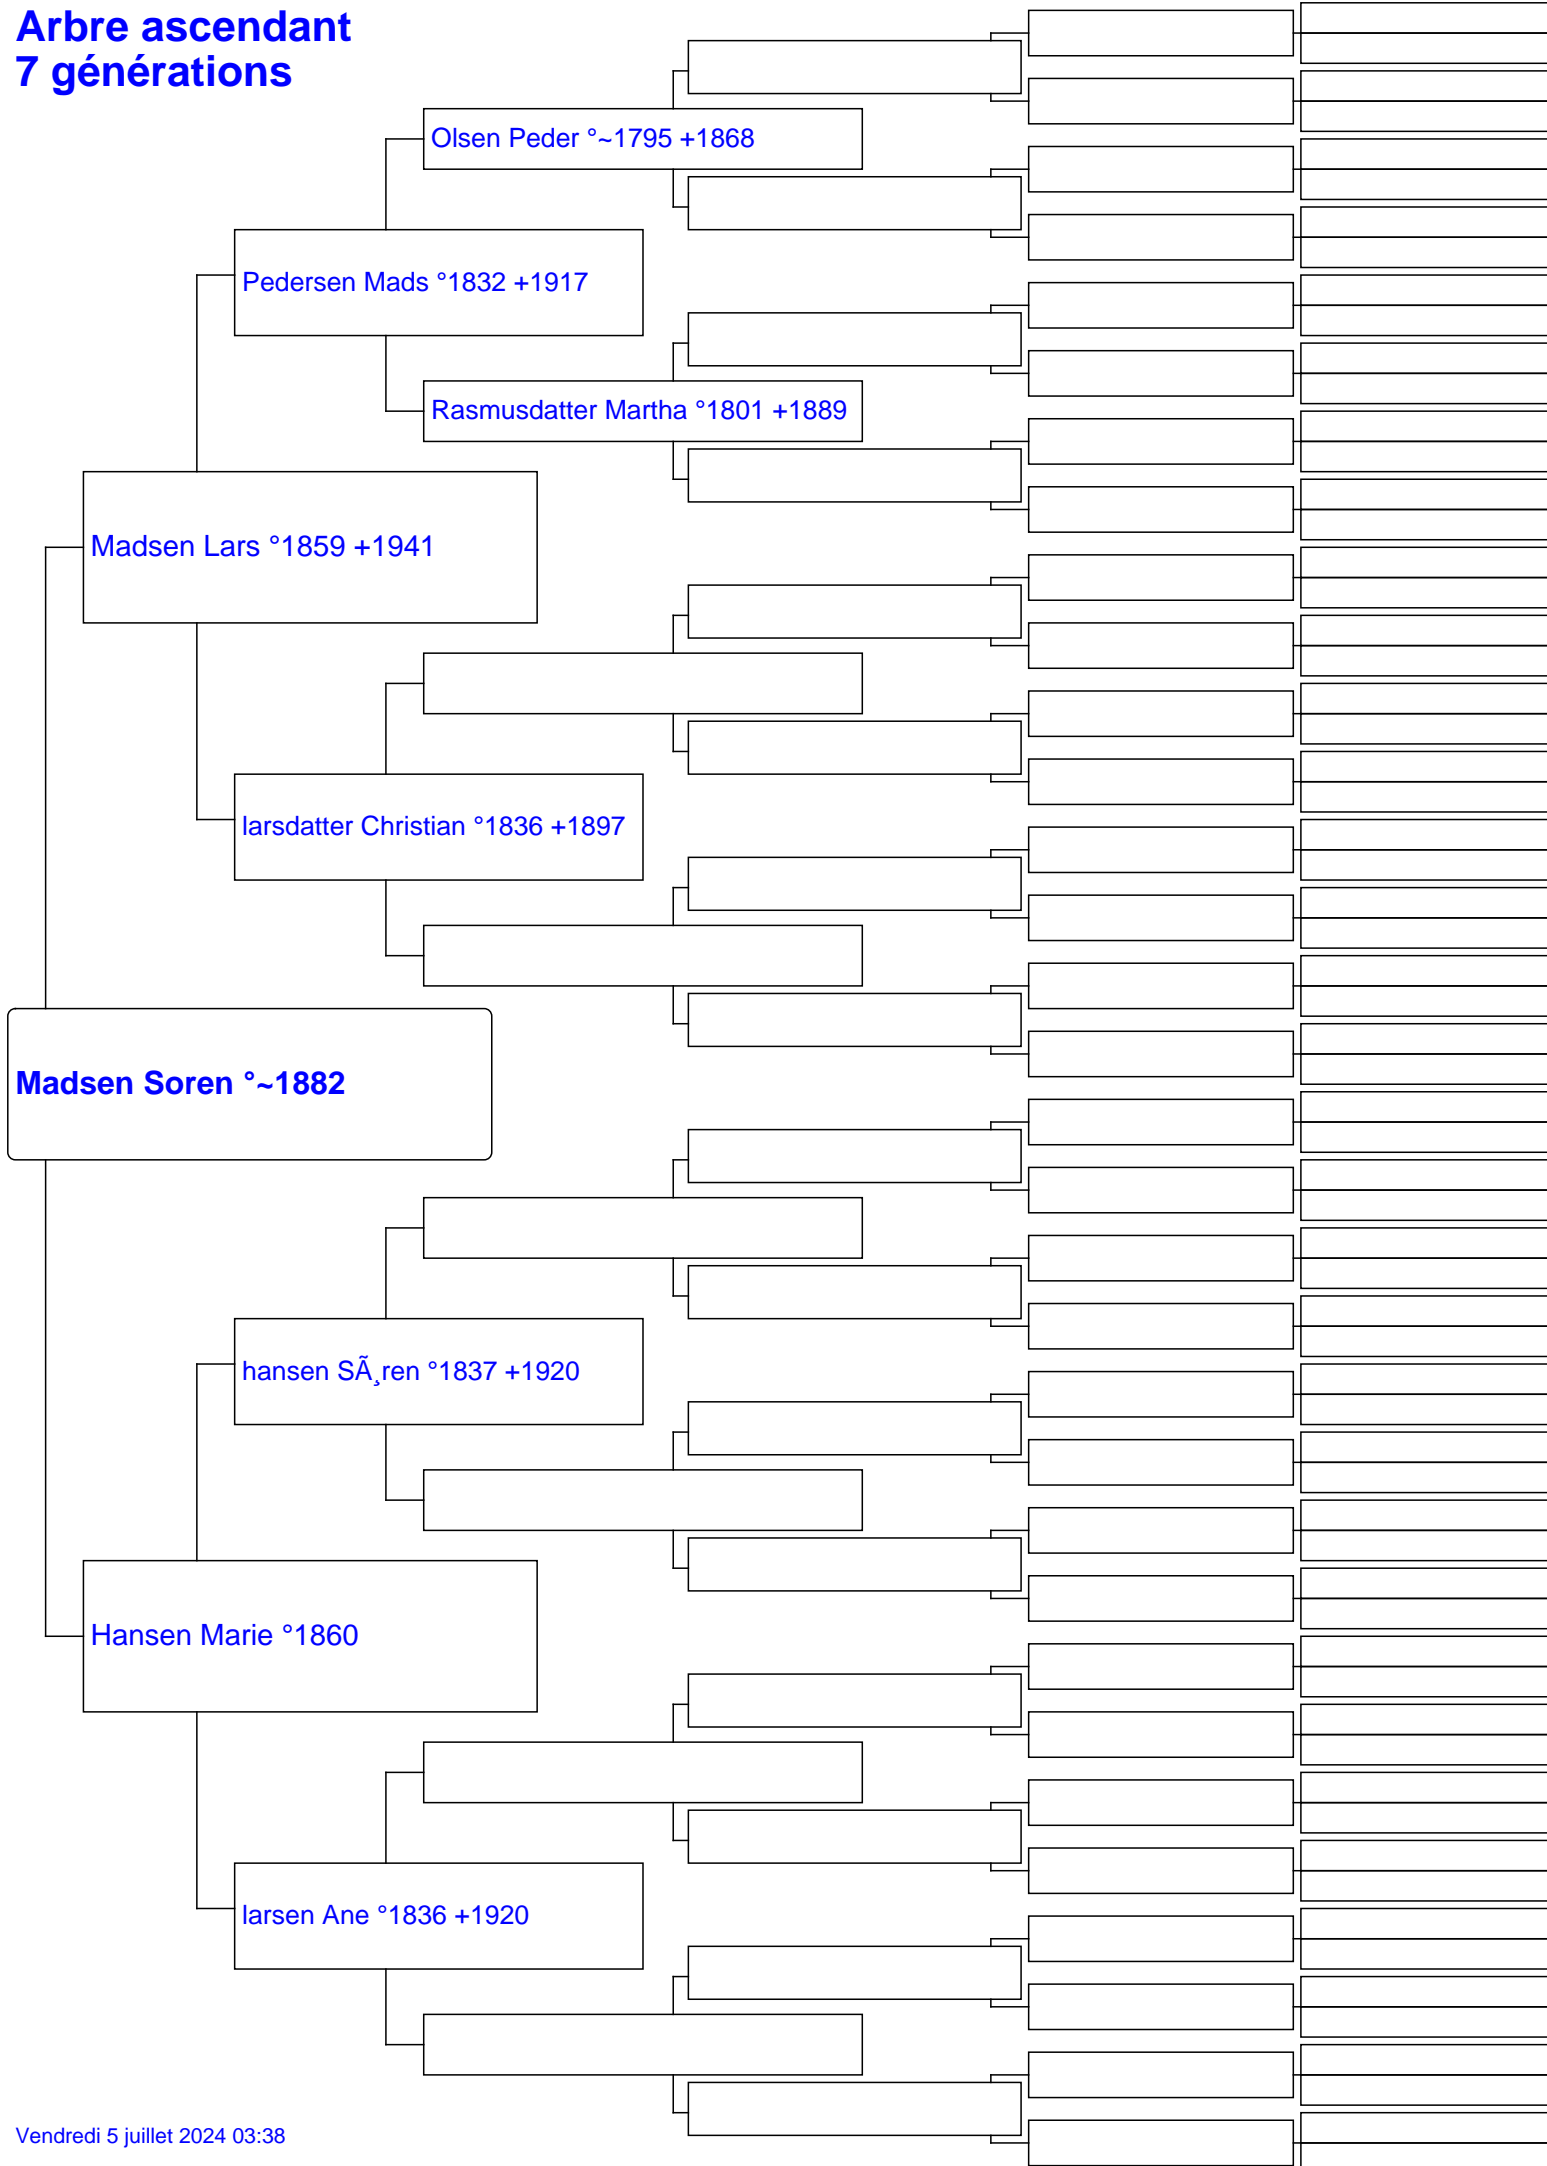 Arbre ascendant
7 générations
Olsen Peder °~1795 +1868
Pedersen Mads °1832 +1917
Rasmusdatter Martha °1801 +1889
Madsen Lars °1859 +1941
larsdatter Christian °1836 +1897
Madsen Soren °~1882
hansen SÃ¸ren °1837 +1920
Hansen Marie °1860
larsen Ane °1836 +1920
Vendredi 5 juillet 2024 03:38